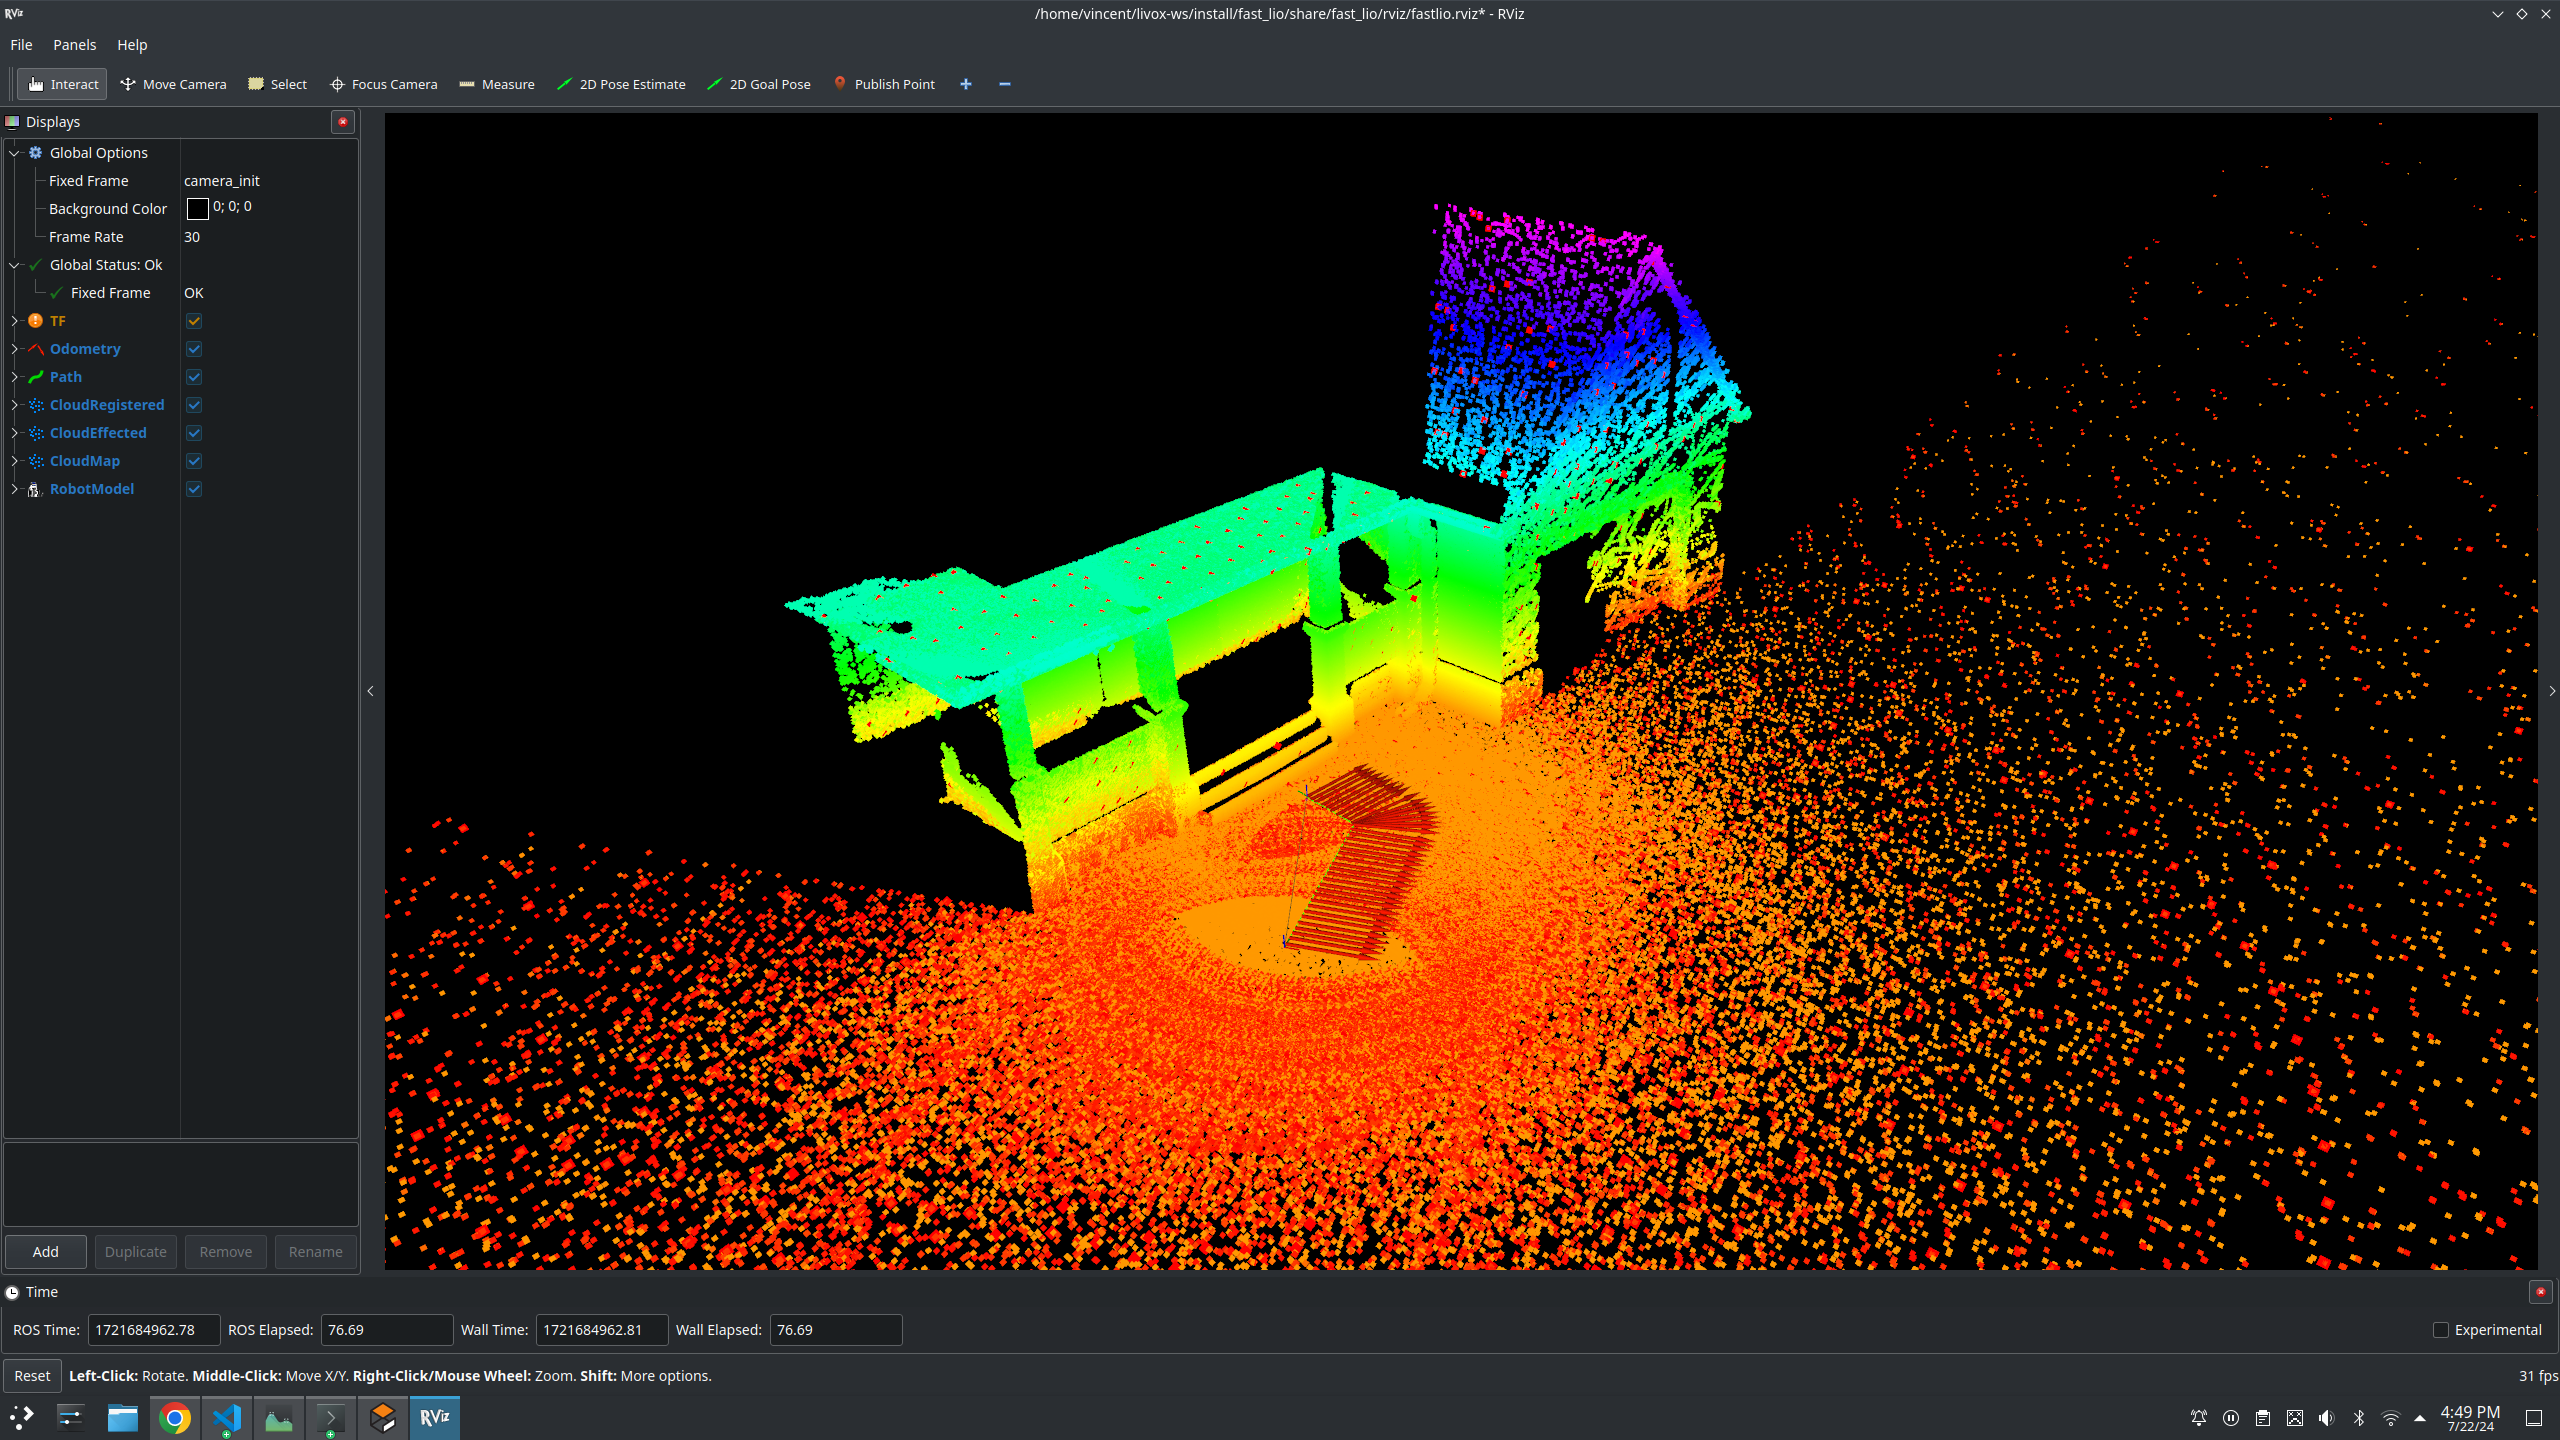 RViz
/home/vincent/livox-ws/install/fast_lio/share/fast_lio/rviz/fastlio.rviz* - RViz
File Panels Help
Interact Move Camera Select Focus Camera Measure 2D Pose Estimate 2D Goal Pose Publish Point
Displays
Global Options
Fixed Frame camera_init
Background Color 0; 0; 0
Frame Rate 30
Global Status: Ok
Fixed Frame OK
TF
Odometry
Path
CloudRegistered
CloudEffected
CloudMap
RobotModel
Add Duplicate Remove Rename
Time
ROS Time: 1721684962.78 ROS Elapsed: 76.69 Wall Time: 1721684962.81 Wall Elapsed: 76.69 Experimental
Reset Left-Click: Rotate. Middle-Click: Move X/Y. Right-Click/Mouse Wheel: Zoom. Shift: More options. 31 fps
RViz
4:49 PM
7/22/24